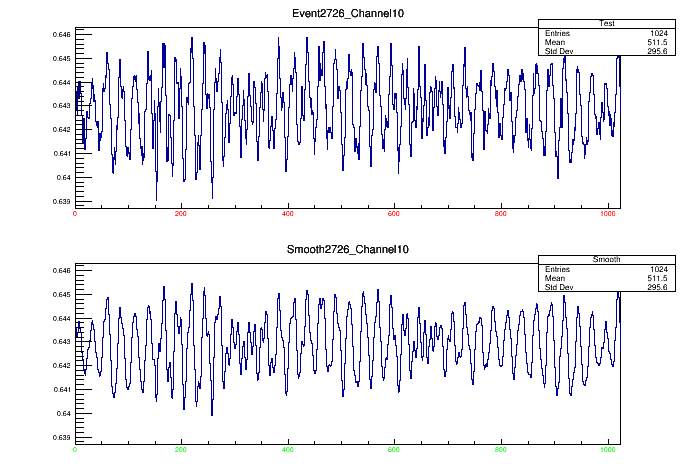 Event2726_Channel10
Test
Entries 1024
Mean 511.5
Std Dev 295.6
0.646
0.645
0.644
0.643
0.642
0.641
0.64
0.639
0 200 400 600 800 1000
Smooth2726_Channel10
Smooth
Entries 1024
Mean 511.5
Std Dev 295.6
0.646
0.645
0.644
0.643
0.642
0.641
0.64
0.639
0 200 400 600 800 1000